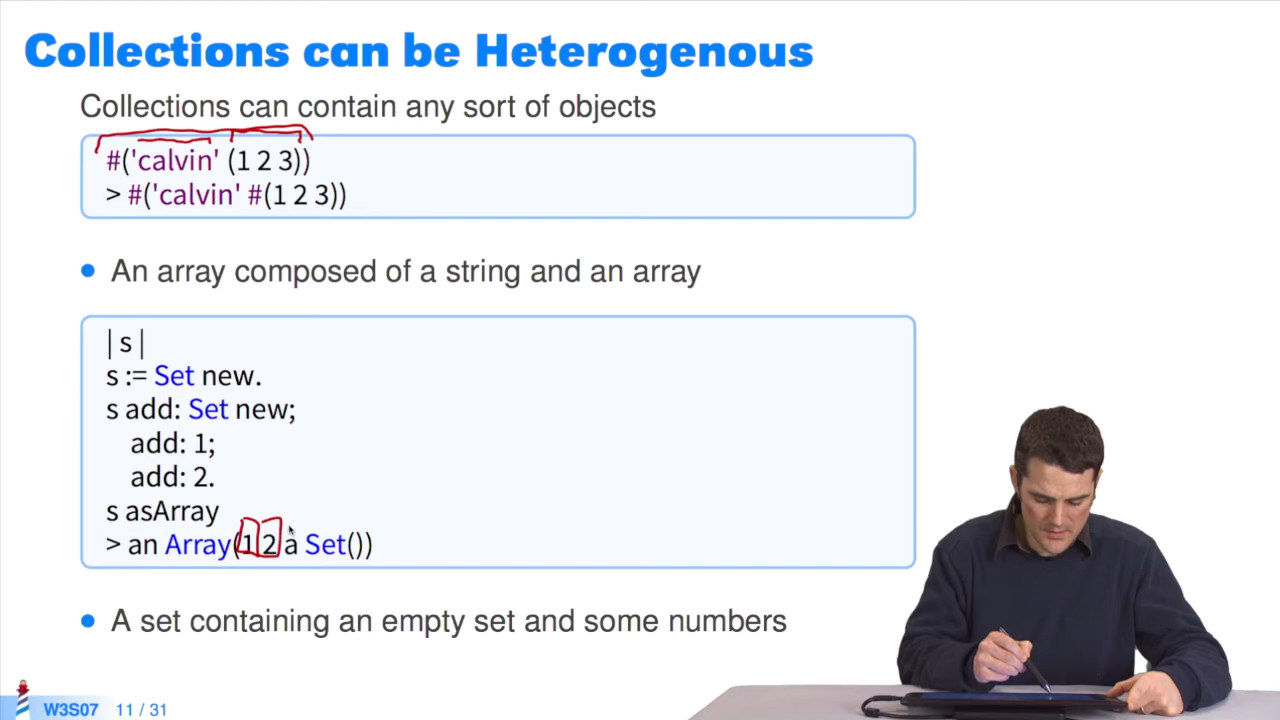 Collections can be Heterogenous
Collections can contain any sort of objects
#('calvin' (1 2 3))
> #('calvin' #(1 2 3))
An array composed of a string and an array
| s |
s := Set new.
s add: Set new;
add: 1;
add: 2.
s asArray
> an Array(1 2 a Set())
A set containing an empty set and some numbers
W3S07 11 / 31